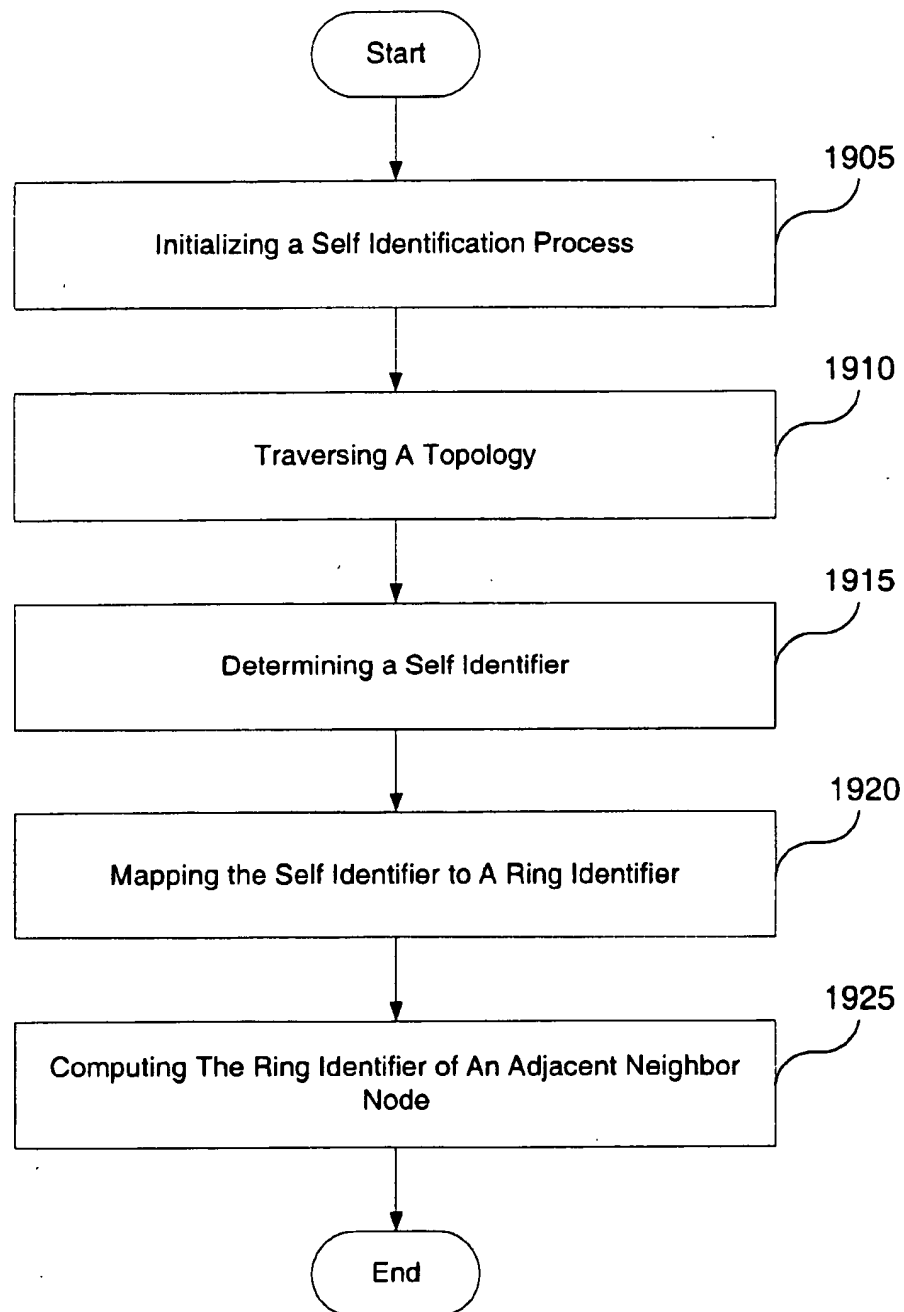 Start
1905
Initializing a Self Identification Process
1910
Traversing A Topology
1915
Determining a Self Identifier
1920
Mapping the Self Identifier to A Ring Identifier
1925
Computing The Ring Identifier of An Adjacent Neighbor
Node
End